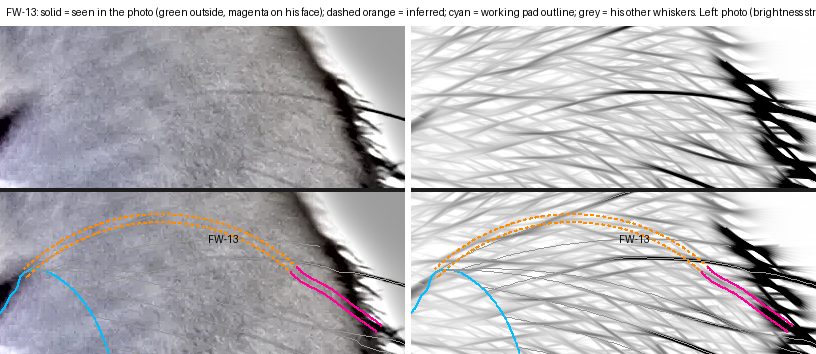 FW-13: solid = seen in the photo (green outside, magenta on his face); dashed orange = inferred; cyan = working pad outline; grey = his other whiskers. Left: photo (brightness str
FW-13
FW-13